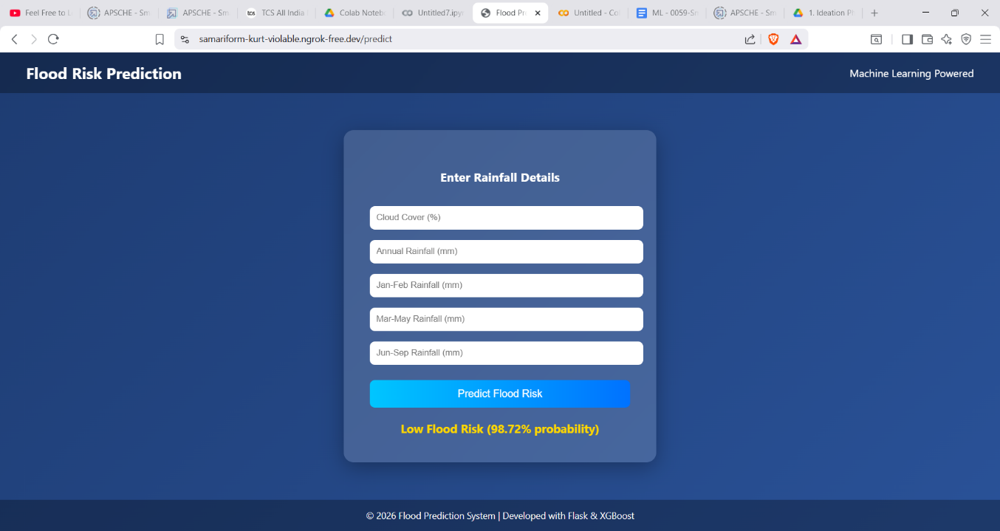 Feel Free to L
APSCHE - Sm
APSCHE - Sm
tcs TCS All India
Colab Noteb
Untitled7.ipy
Flood Pr
Untitled - Co
ML - 0059-Sm
APSCHE - Sm
1. Ideation P
samariform-kurt-violable.ngrok-free.dev/predict
Flood Risk Prediction
Machine Learning Powered
Enter Rainfall Details
Cloud Cover (%)
Annual Rainfall (mm)
Jan-Feb Rainfall (mm)
Mar-May Rainfall (mm)
Jun-Sep Rainfall (mm)
Predict Flood Risk
Low Flood Risk (98.72% probability)
© 2026 Flood Prediction System | Developed with Flask & XGBoost